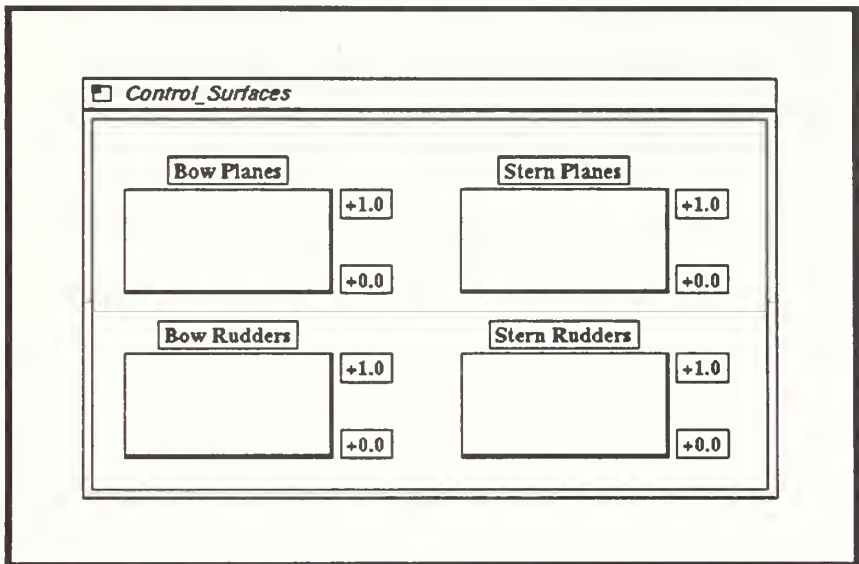 Control_Surfaces
Bow Planes
+1.0
+0.0
Stern Planes
+1.0
+0.0
Bow Rudders
+1.0
+0.0
Stern Rudders
+1.0
+0.0